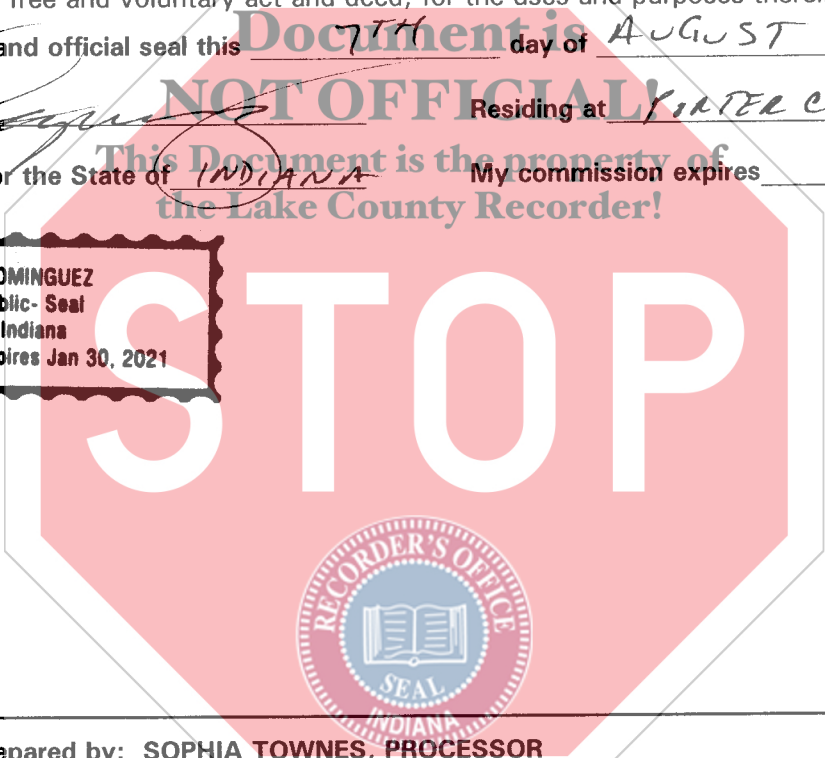 free and voluntary act and deed, for the uses and purposes
and official seal this 7TH day of AUGUST
Document is
NOT OFFICIAL!
Residing at PORTER C
This Document is the property of
the Lake County Recorder!
or the State of INDIANA My commission expires
OMINGUEZ
blic- Seal
Indiana
pires Jan 30, 2021
STOP
RECORDER'S OFFICE
SEAL
INDIANA
epared by: SOPHIA TOWNES, PROCESSOR